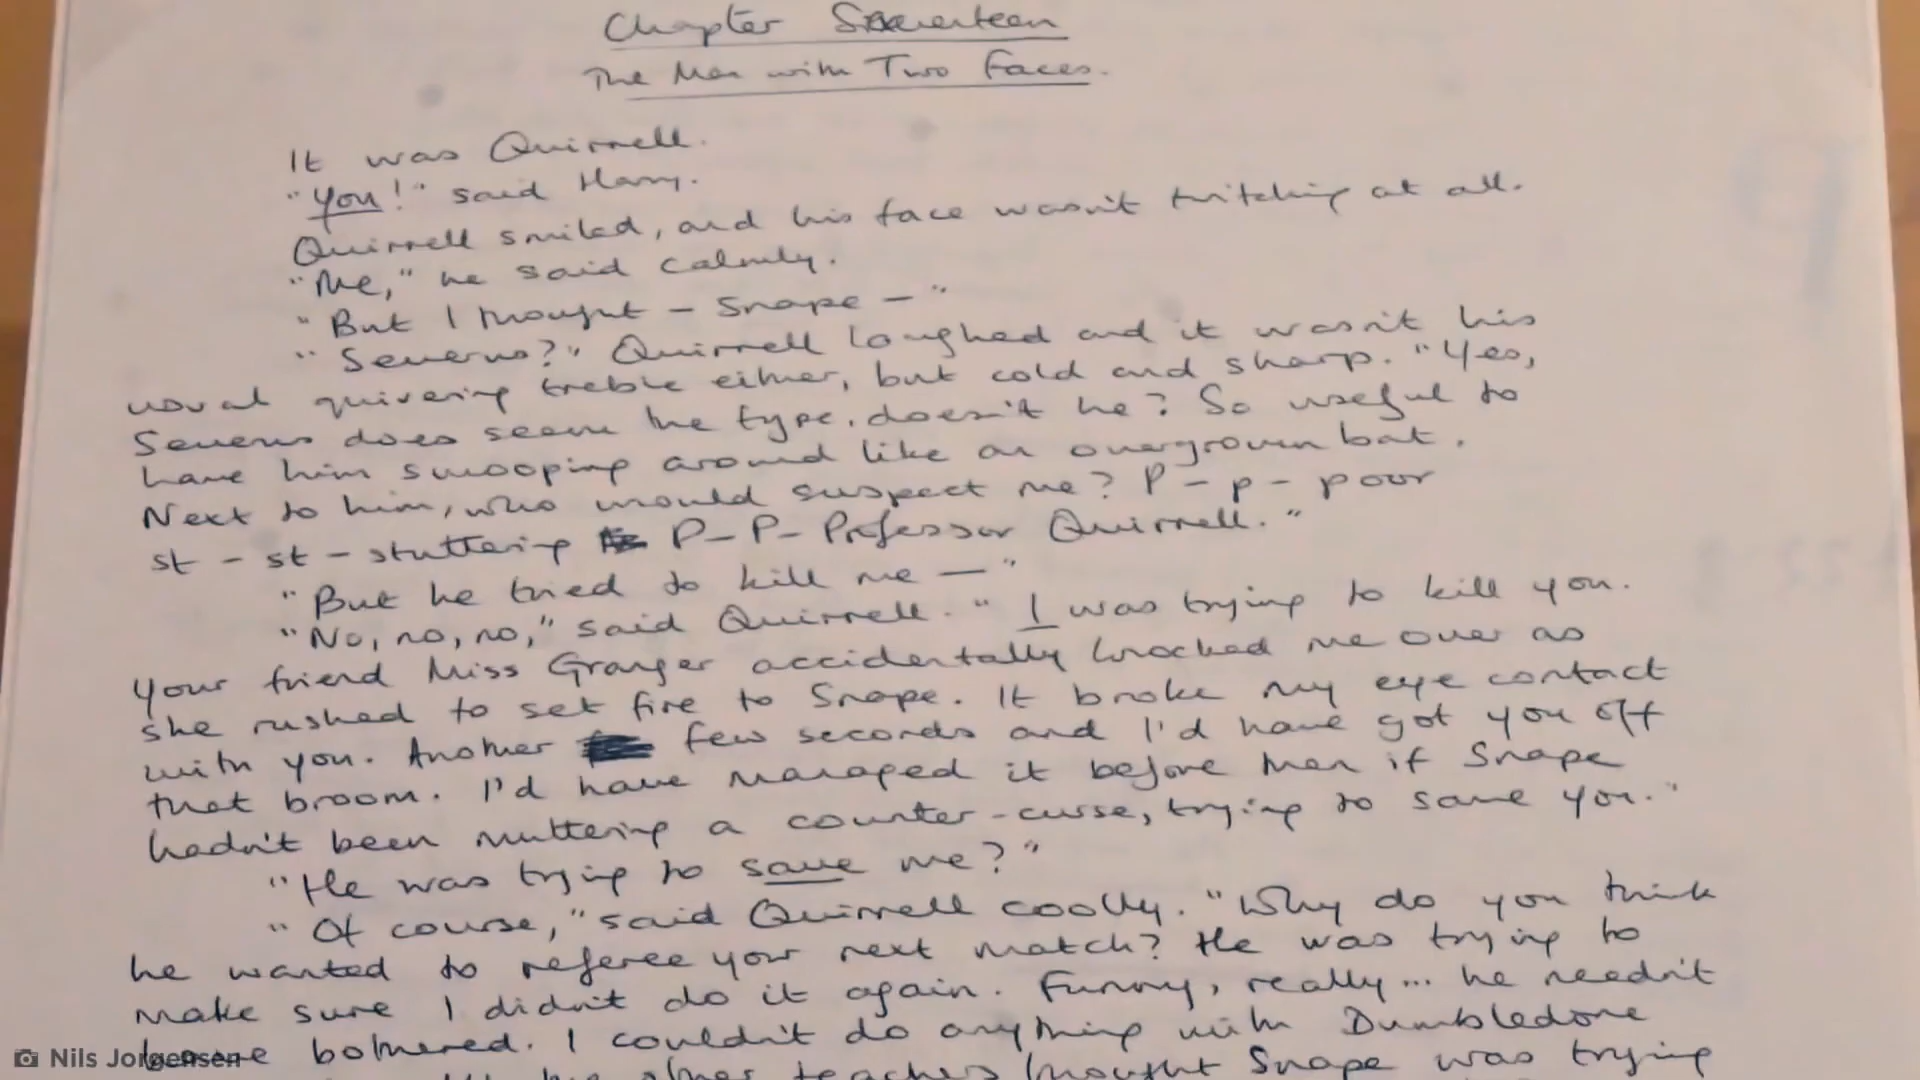 Chapter Seventeen
The Man with Two Faces.
It was Quirrell.
"You!" said Harry.
Quirrell smiled, and his face wasn't twitching at all.
"Me," he said calmly.
"But I thought – Snape – "
"Severus?" Quirrell laughed and it wasn't his
usual quivering treble either, but cold and sharp. "Yes,
Severus does seem the type, doesn't he? So useful to
have him swooping around like an overgrown bat.
Next to him, who would suspect me? P-p-poor
st-st-stuttering P-P-Professor Quirrell."
"But he tried to kill me —"
"No, no, no," said Quirrell. "I was trying to kill you.
Your friend Miss Granger accidentally knocked me over as
she rushed to set fire to Snape. It broke my eye contact
with you. Another few seconds and I'd have got you off
that broom. I'd have managed it before then if Snape
hadn't been muttering a counter-curse, trying to save you."
"He was trying to save me?"
"Of course," said Quirrell coolly. "Why do you think
he wanted to referee your next match? He was trying to
make sure I didn't do it again. Funny, really... he needn't
have bothered. I couldn't do anything with Dumbledore
other teachers thought Snape was trying
Nils Jorgensen